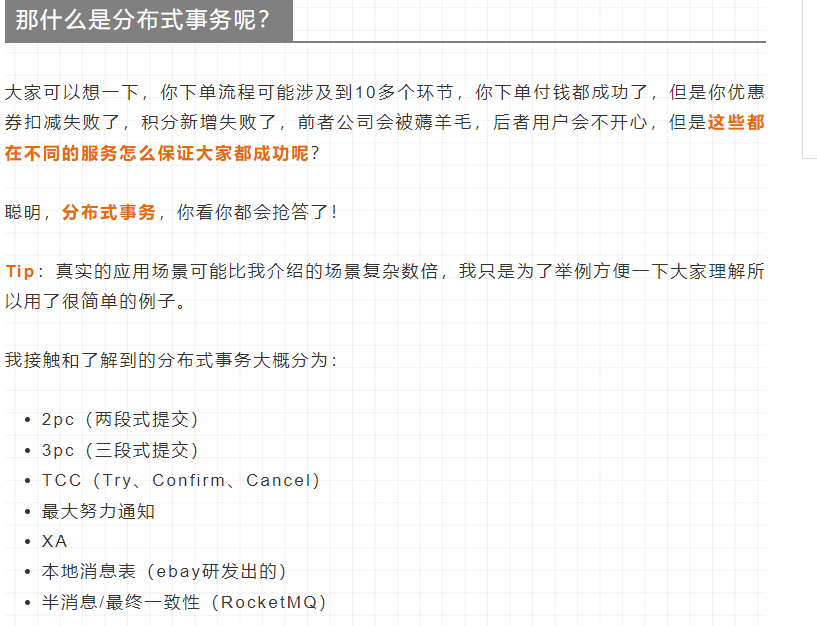 那什么是分布式事务呢？
大家可以想一下，你下单流程可能涉及到10多个环节，你下单付钱都成功了，但是你优惠
券扣减失败了，积分新增失败了，前者公司会被薅羊毛，后者用户会不开心，但是这些都
在不同的服务怎么保证大家都成功呢？
聪明，分布式事务，你看你都会抢答了！
Tip：真实的应用场景可能比我介绍的场景复杂数倍，我只是为了举例方便一下大家理解所
以用了很简单的例子。
我接触和了解到的分布式事务大概分为：
• 2pc（两段式提交）
• 3pc（三段式提交）
• TCC（Try、Confirm、Cancel）
• 最大努力通知
• XA
• 本地消息表（ebay研发出的）
• 半消息/最终一致性（RocketMQ）